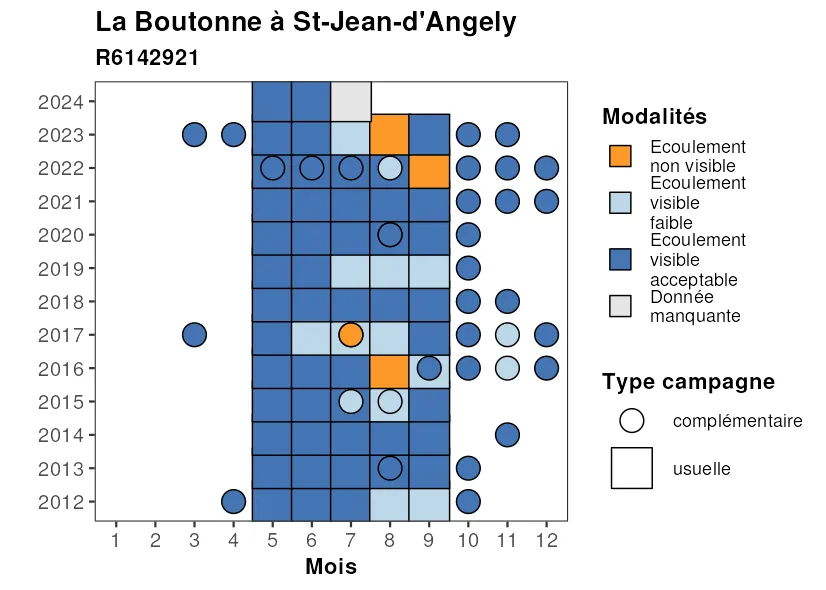 La Boutonne à St-Jean-d'Angely
R6142921
2024
2023
2022
2021
2020
2019
2018
2017
2016
2015
2014
2013
2012
1 2 3 4 5 6 7 8 9 10 11 12
Mois
Modalités
Ecoulement
non visible
Ecoulement
visible
faible
Ecoulement
visible
acceptable
Donnée
manquante
Type campagne
complémentaire
usuelle